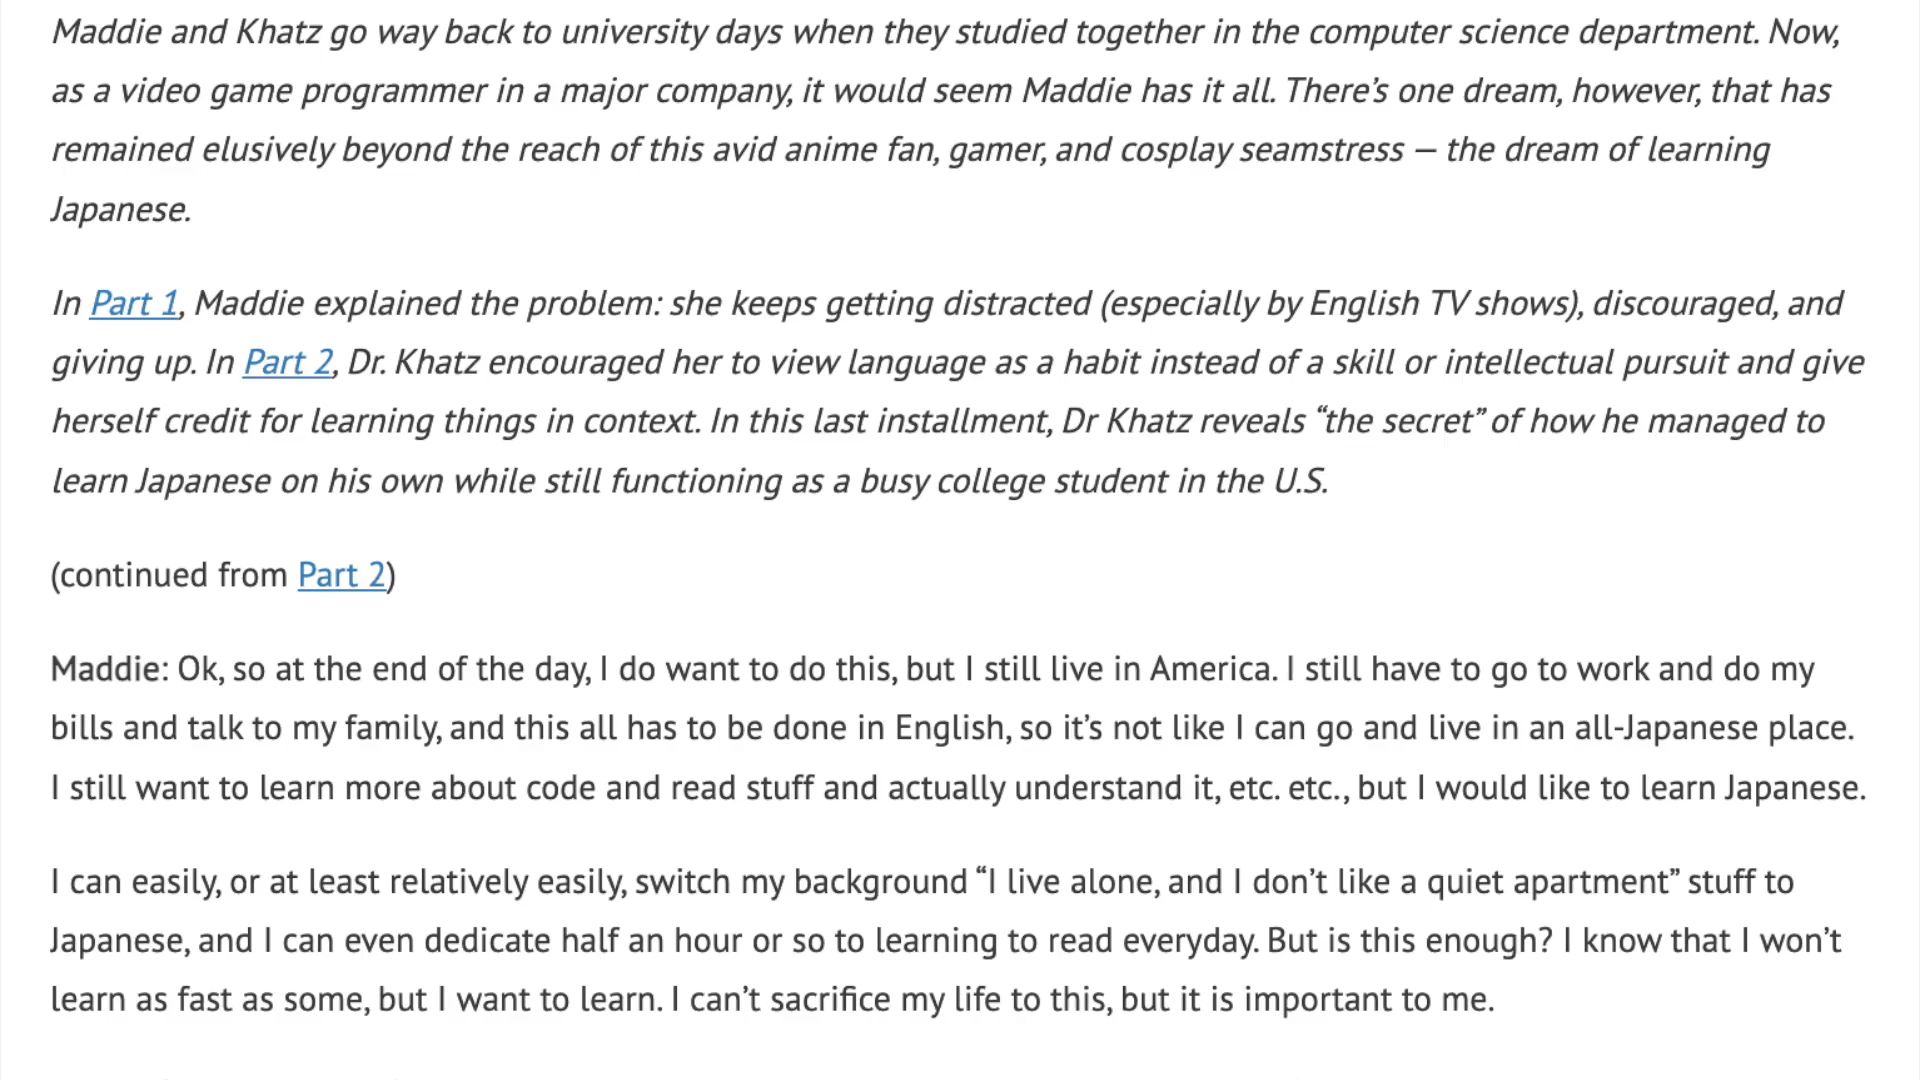 Maddie and Khatz go way back to university days when they studied together in the computer science department. Now,
as a video game programmer in a major company, it would seem Maddie has it all. There’s one dream, however, that has
remained elusively beyond the reach of this avid anime fan, gamer, and cosplay seamstress — the dream of learning
Japanese.
In Part 1, Maddie explained the problem: she keeps getting distracted (especially by English TV shows), discouraged, and
giving up. In Part 2, Dr. Khatz encouraged her to view language as a habit instead of a skill or intellectual pursuit and give
herself credit for learning things in context. In this last installment, Dr Khatz reveals “the secret” of how he managed to
learn Japanese on his own while still functioning as a busy college student in the U.S.
(continued from Part 2)
Maddie: Ok, so at the end of the day, I do want to do this, but I still live in America. I still have to go to work and do my
bills and talk to my family, and this all has to be done in English, so it’s not like I can go and live in an all-Japanese place.
I still want to learn more about code and read stuff and actually understand it, etc. etc., but I would like to learn Japanese.
I can easily, or at least relatively easily, switch my background “I live alone, and I don’t like a quiet apartment” stuff to
Japanese, and I can even dedicate half an hour or so to learning to read everyday. But is this enough? I know that I won’t
learn as fast as some, but I want to learn. I can’t sacrifice my life to this, but it is important to me.